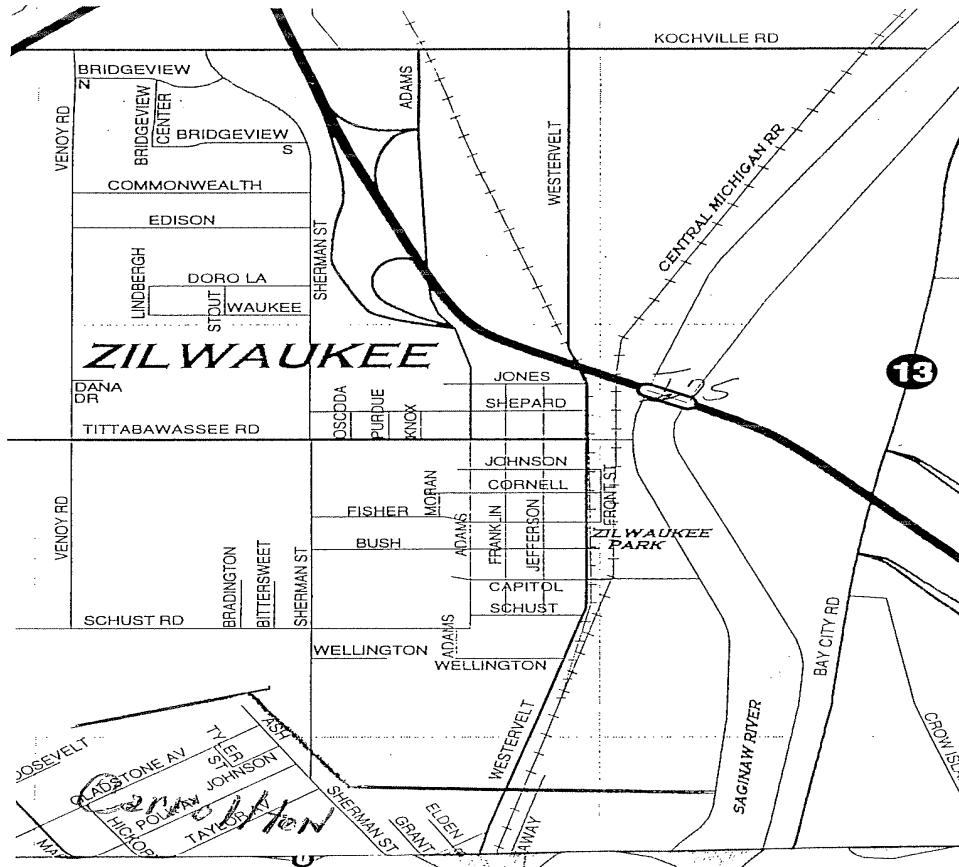 KOCHVILLE RD
BRIDGEVIEW
N
ADAMS
VENOY RD
BRIDGEVIEW
CENTER
BRIDGEVIEW
S
WESTERVELT
CENTRAL MICHIGAN RR
COMMONWEALTH
EDISON
SHERMAN ST
LINDBERGH
DORO LA
STOUT
WAUKEE
ZILWAUKEE
13
DANA
DR
JONES
SHEPARD
OSCODA
PURDUE
KNOX
TITTABAWASSEE RD
JOHNSON
CORNELL
MORAN
FISHER
FRONT ST
VENOY RD
ADAMS
FRANKLIN
JEFFERSON
ZILWAUKEE
PARK
BUSH
CAPITOL
SCHUST
BRADINGTON
BITTERSWEET
SHERMAN ST
SCHUST RD
ADAMS
BAY CITY RD
WELLINGTON
WELLINGTON
WESTERVELT
SAGINAW RIVER
ASH
TYLER
ST
GLADSTONE AV
JOHNSON
POLK AV
TAYLOR AV
SHERMAN ST
ELDEN
GRANT